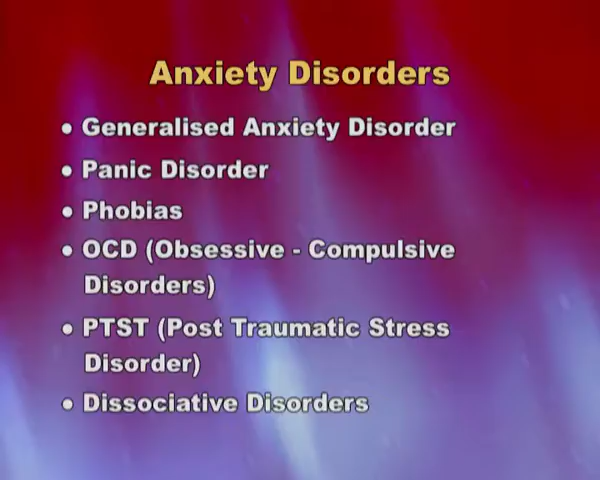 Anxiety Disorders
• Generalised Anxiety Disorder
• Panic Disorder
• Phobias
• OCD (Obsessive - Compulsive
Disorders)
• PTST (Post Traumatic Stress
Disorder)
• Dissociative Disorders